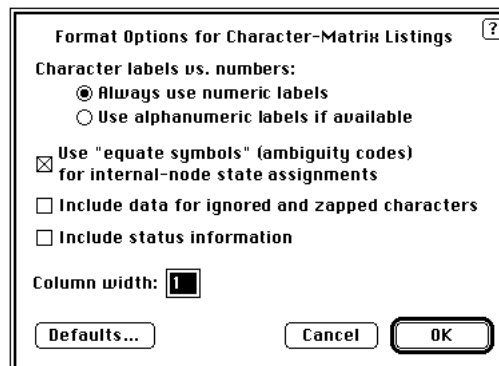 Format Options for Character-Matrix Listings
?
Character labels vs. numbers:
Always use numeric labels
Use alphanumeric labels if available
Use "equate symbols" (ambiguity codes)
for internal-node state assignments
Include data for ignored and zapped characters
Include status information
Column width: 1
Defaults... Cancel OK